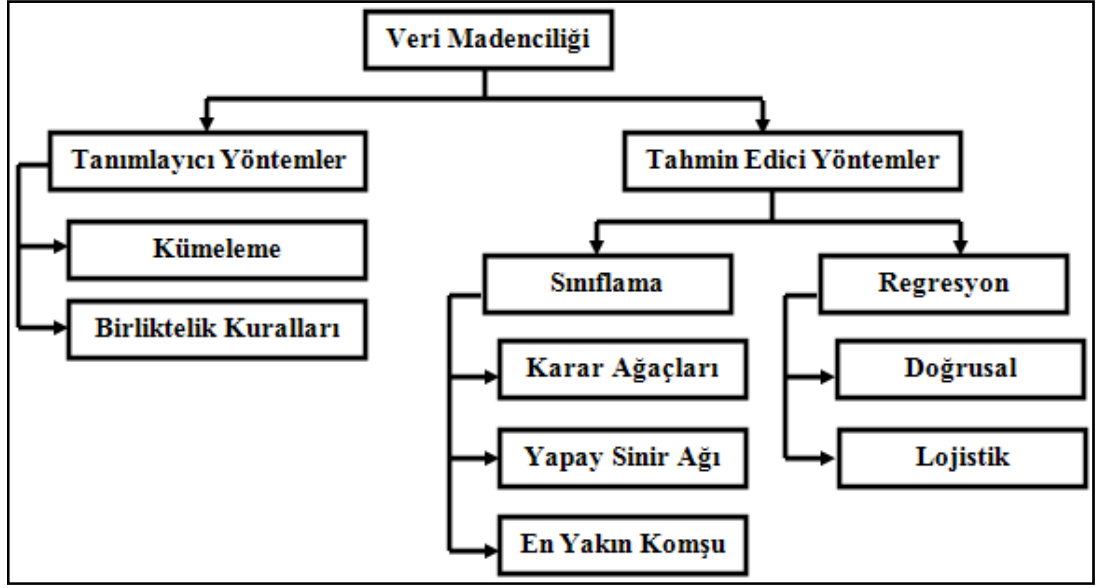 Veri Madenciliği
Tanımlayıcı Yöntemler
Kümeleme
Birliktelik Kuralları
Tahmin Edici Yöntemler
Sınıflama
Karar Ağaçları
Yapay Sinir Ağı
En Yakın Komşu
Regresyon
Doğrusal
Lojistik